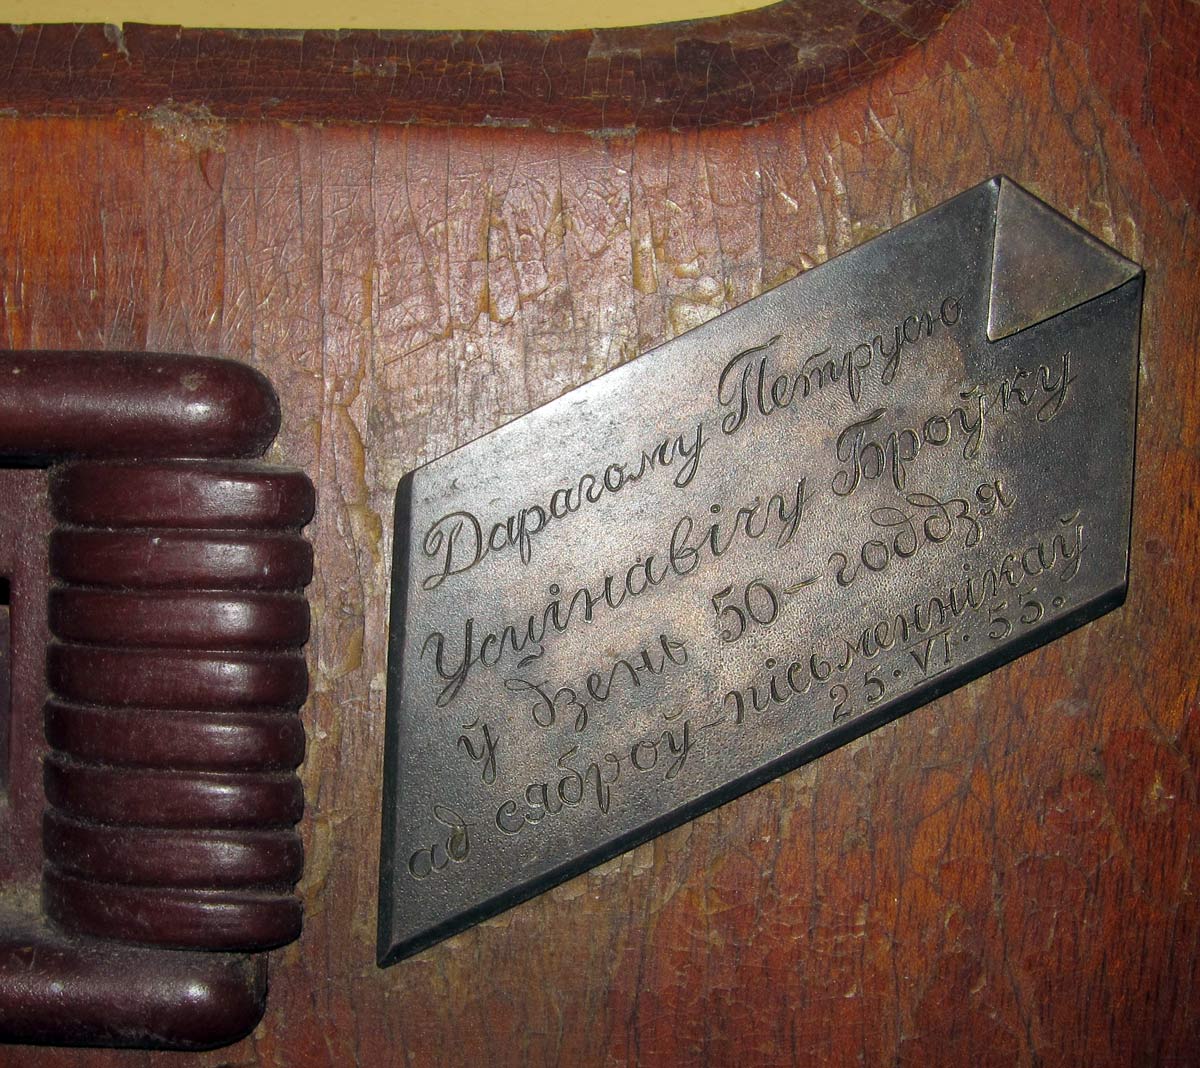 Дарагому Петрусю
Усцінавічу Броўку
ў дзень 50-годдзя
ад сяброў-пісьменнікаў
25.VI.55.